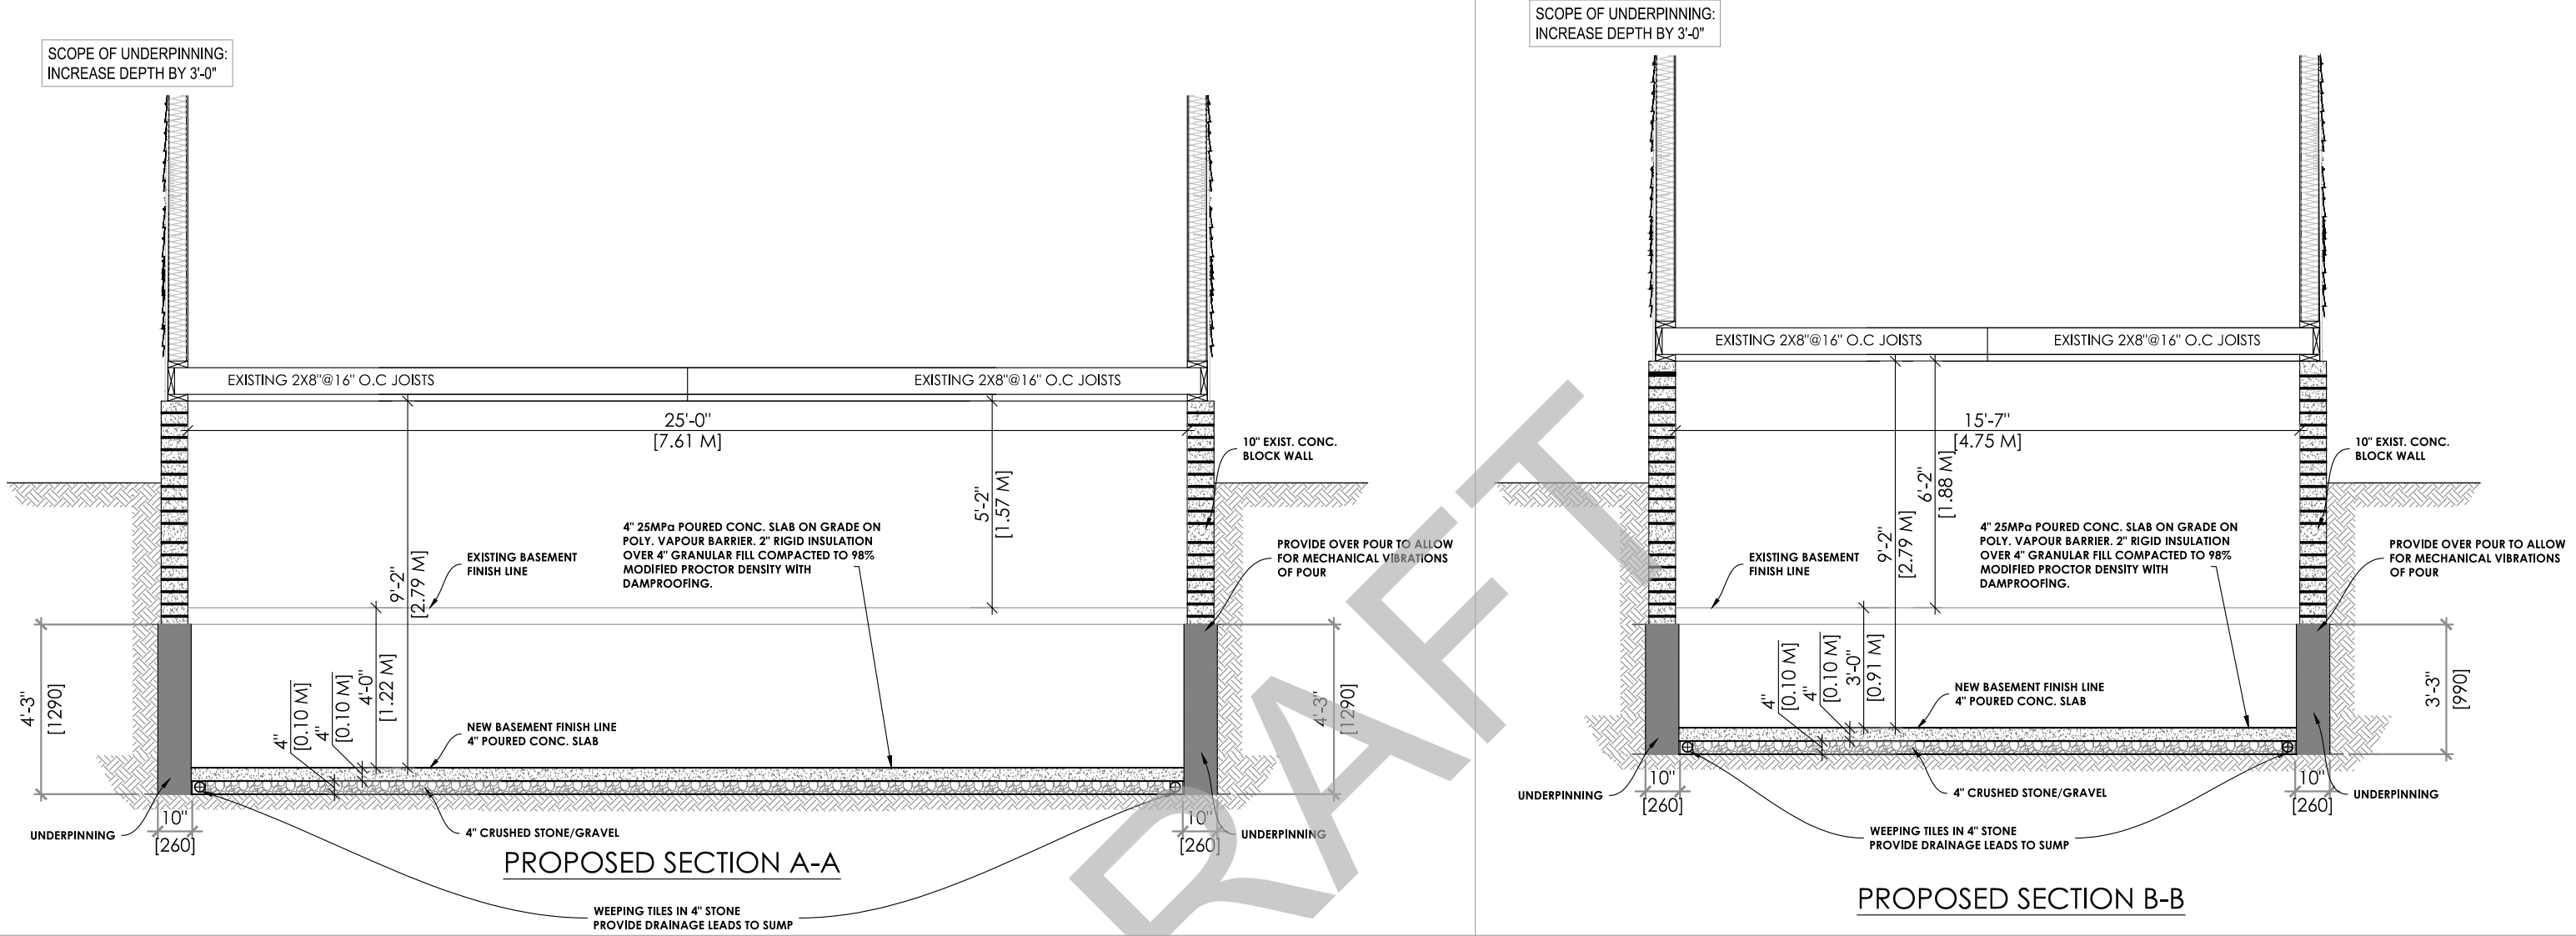 SCOPE OF UNDERPINNING:
INCREASE DEPTH BY 3'-0"
EXISTING 2X8"@16" O.C JOISTS
EXISTING 2X8"@16" O.C JOISTS
25'-0"
[7.61 M]
10" EXIST. CONC.
BLOCK WALL
5'-2"
[1.57 M]
4" 25MPa POURED CONC. SLAB ON GRADE ON
POLY. VAPOUR BARRIER. 2" RIGID INSULATION
OVER 4" GRANULAR FILL COMPACTED TO 98%
MODIFIED PROCTOR DENSITY WITH
DAMPROOFING.
EXISTING BASEMENT
FINISH LINE
9'-2"
[2.79 M]
PROVIDE OVER POUR TO ALLOW
FOR MECHANICAL VIBRATIONS
OF POUR
4'-3"
[1290]
4"
[0.10 M]
4"
[0.10 M]
4'-0"
[1.22 M]
NEW BASEMENT FINISH LINE
4" POURED CONC. SLAB
4'-3"
[1290]
10"
[260]
10"
[260]
UNDERPINNING
4" CRUSHED STONE/GRAVEL
UNDERPINNING
PROPOSED SECTION A-A
WEEPING TILES IN 4" STONE
PROVIDE DRAINAGE LEADS TO SUMP
SCOPE OF UNDERPINNING:
INCREASE DEPTH BY 3'-0"
EXISTING 2X8"@16" O.C JOISTS
EXISTING 2X8"@16" O.C JOISTS
15'-7"
[4.75 M]
10" EXIST. CONC.
BLOCK WALL
6'-2"
[1.88 M]
9'-2"
[2.79 M]
4" 25MPa POURED CONC. SLAB ON GRADE ON
POLY. VAPOUR BARRIER. 2" RIGID INSULATION
OVER 4" GRANULAR FILL COMPACTED TO 98%
MODIFIED PROCTOR DENSITY WITH
DAMPROOFING.
EXISTING BASEMENT
FINISH LINE
PROVIDE OVER POUR TO ALLOW
FOR MECHANICAL VIBRATIONS
OF POUR
4"
[0.10 M]
4"
[0.10 M]
3'-0"
[0.91 M]
NEW BASEMENT FINISH LINE
4" POURED CONC. SLAB
3'-3"
[990]
10"
[260]
10"
[260]
UNDERPINNING
4" CRUSHED STONE/GRAVEL
UNDERPINNING
WEEPING TILES IN 4" STONE
PROVIDE DRAINAGE LEADS TO SUMP
PROPOSED SECTION B-B
RAFT